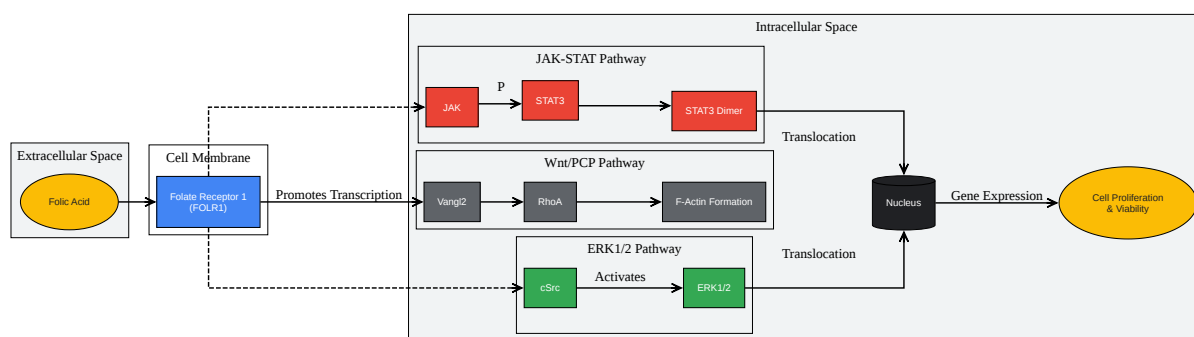 Intracellular Space
JAK-STAT Pathway
JAK
P
STAT3
STAT3 Dimer
Translocation
Extracellular Space
Folic Acid
Cell Membrane
Folate Receptor 1
(FOLR1)
Promotes Transcription
Wnt/PCP Pathway
Vangl2
RhoA
F-Actin Formation
Nucleus
Gene Expression
Cell Proliferation
& Viability
ERK1/2 Pathway
cSrc
Activates
ERK1/2
Translocation